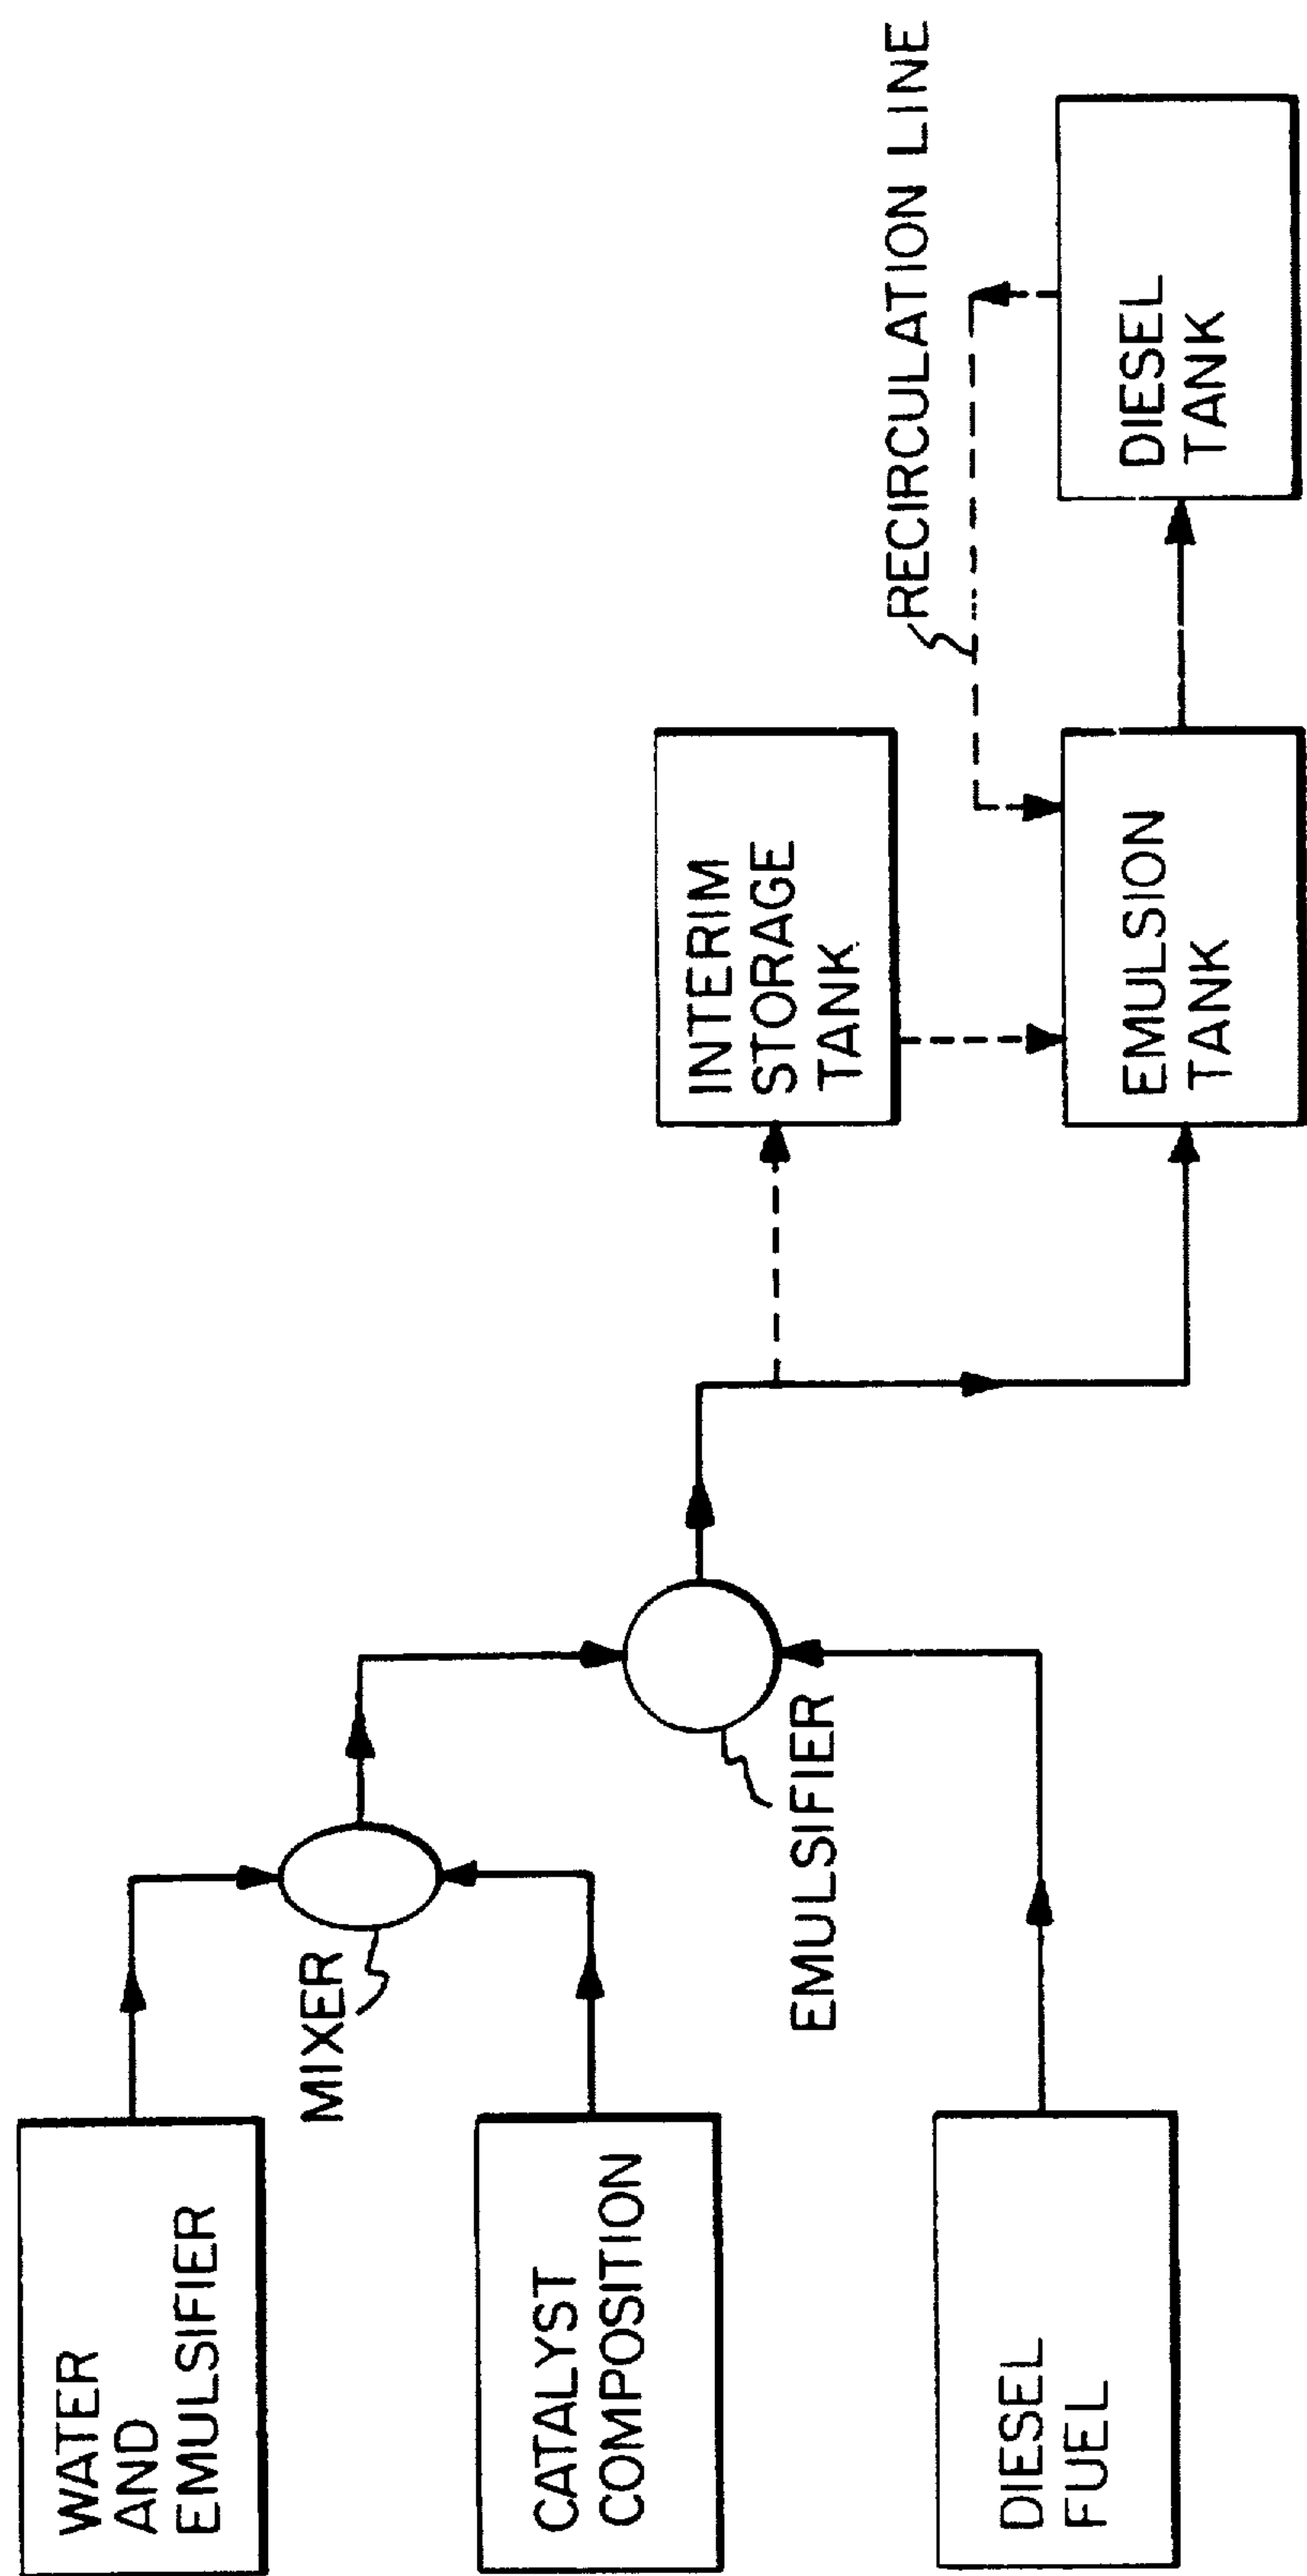 WATER
AND
EMULSIFIER
MIXER
CATALYST
COMPOSITION
EMULSIFIER
DIESEL
FUEL
INTERIM
STORAGE
TANK
RECIRCULATION LINE
EMULSION
TANK
DIESEL
TANK